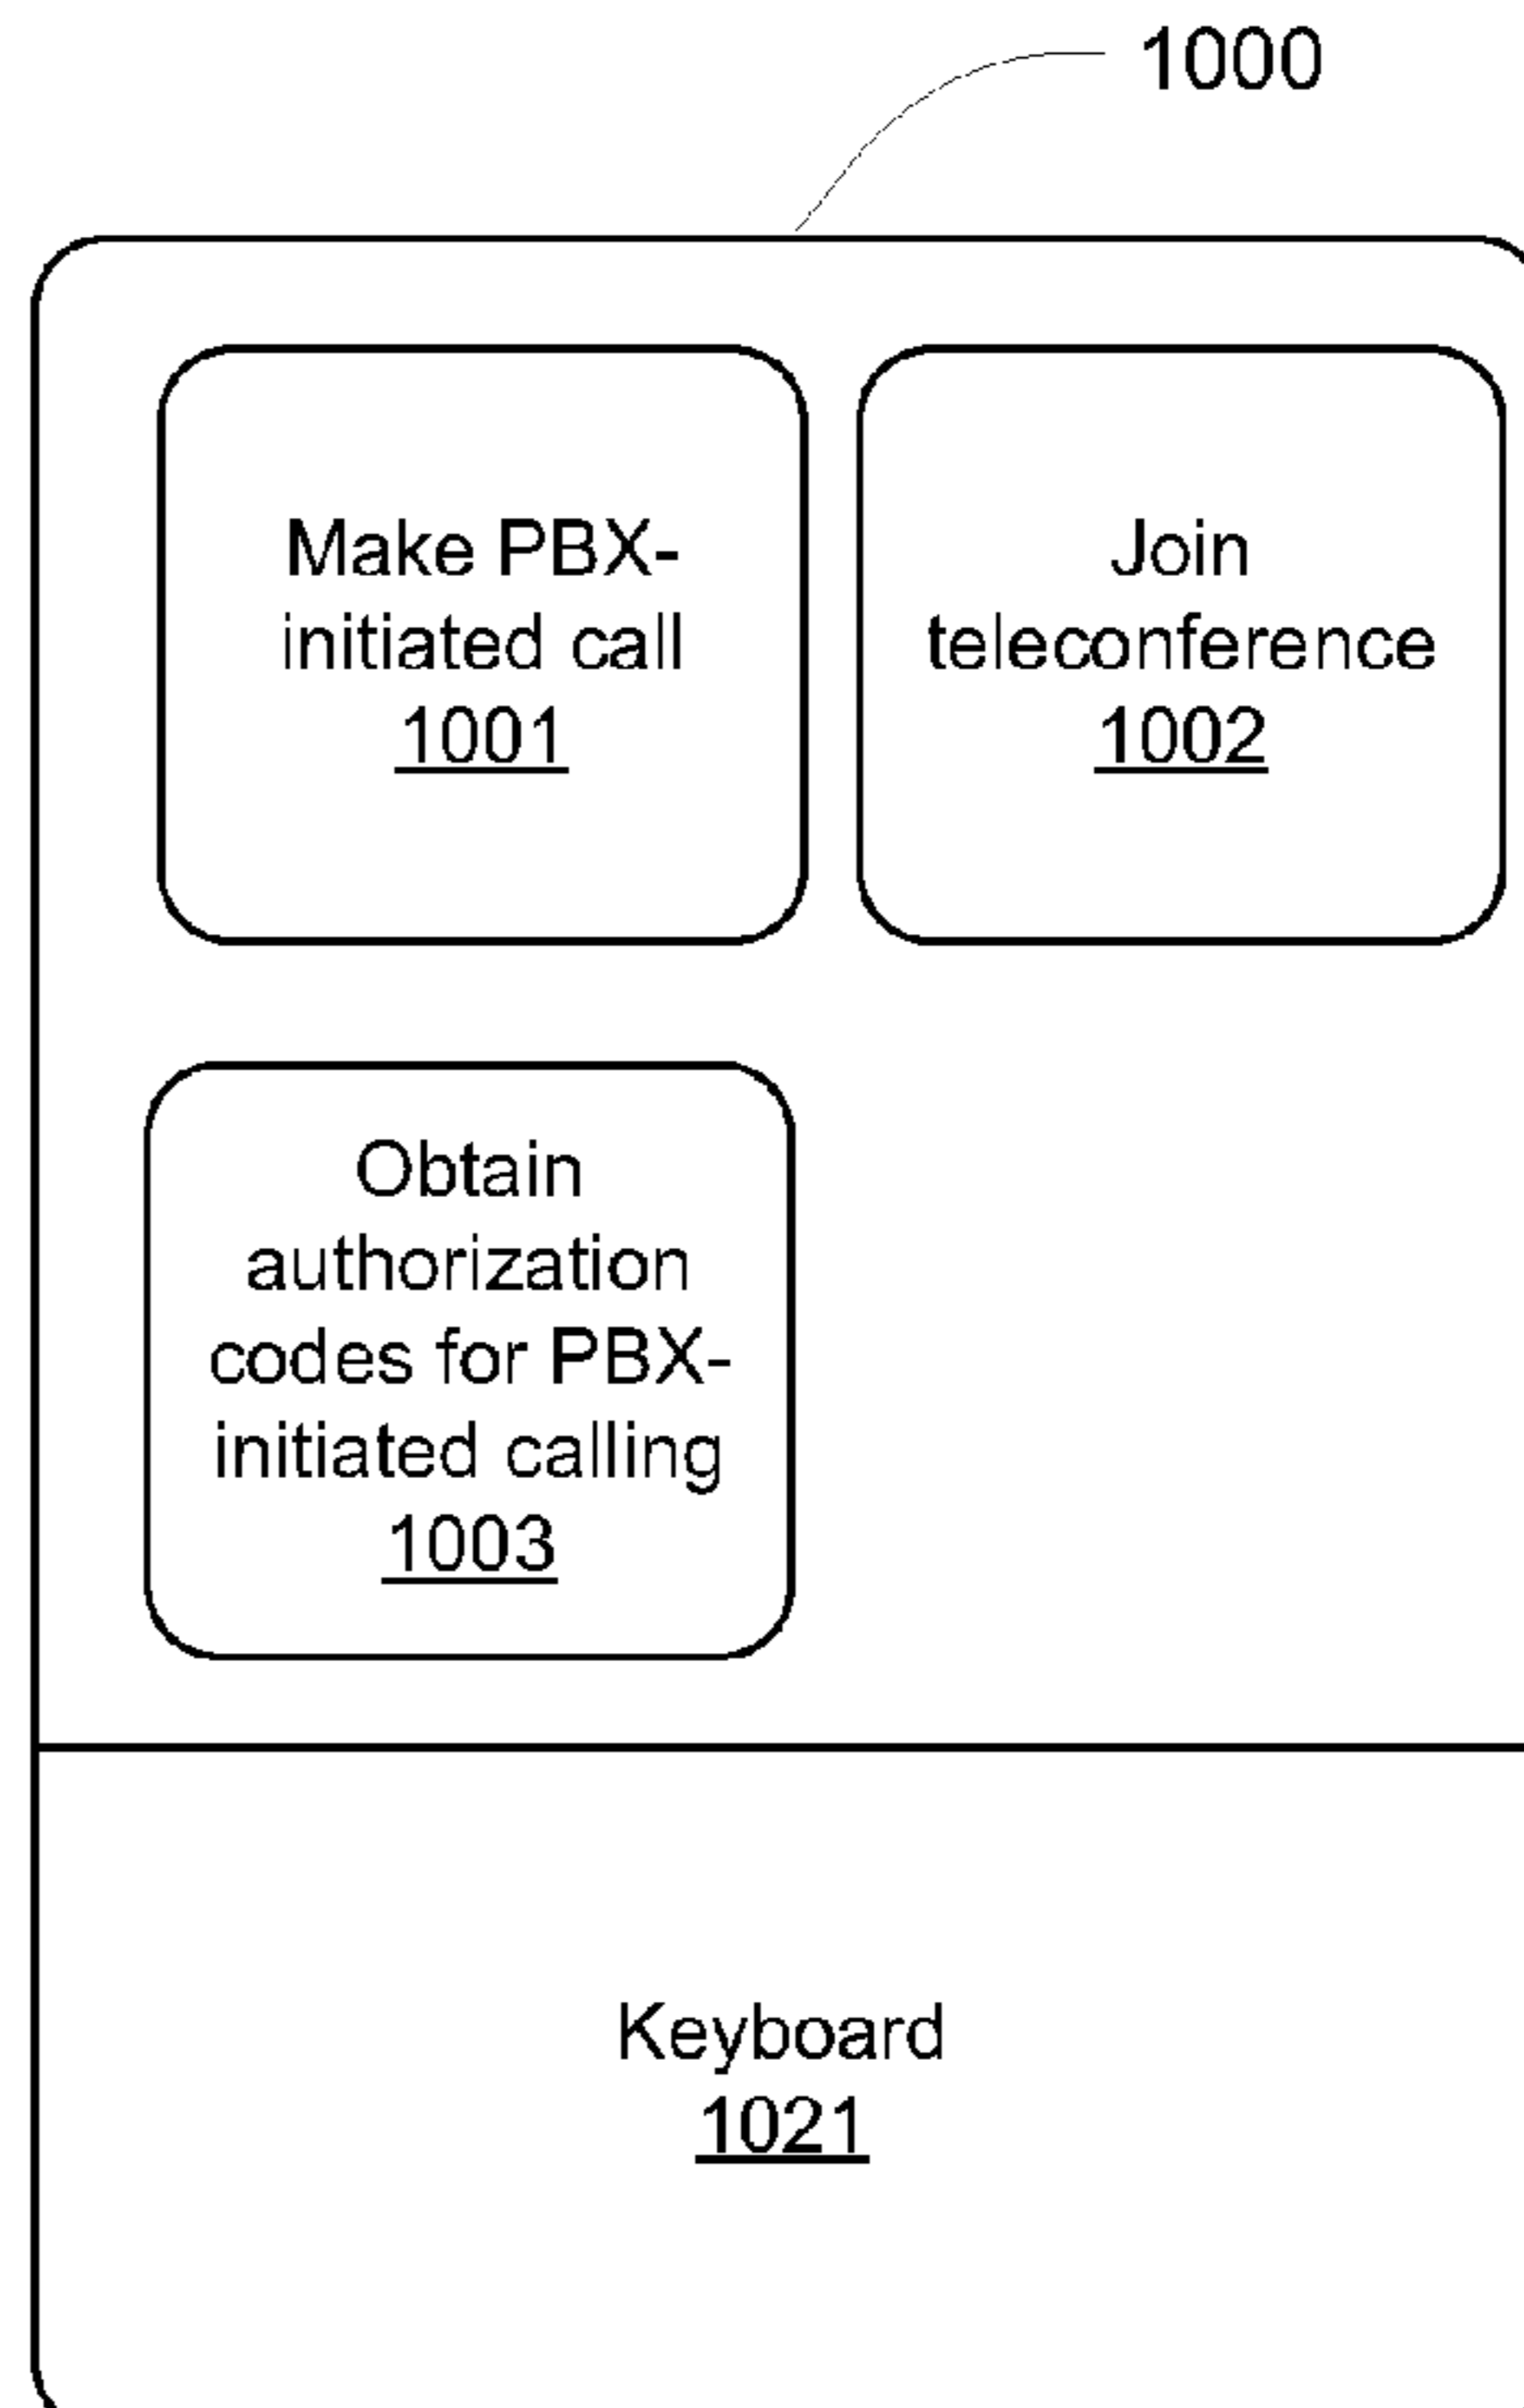 1000
Make PBX-
initiated call
1001
Join
teleconference
1002
Obtain
authorization
codes for PBX-
initiated calling
1003
Keyboard
1021